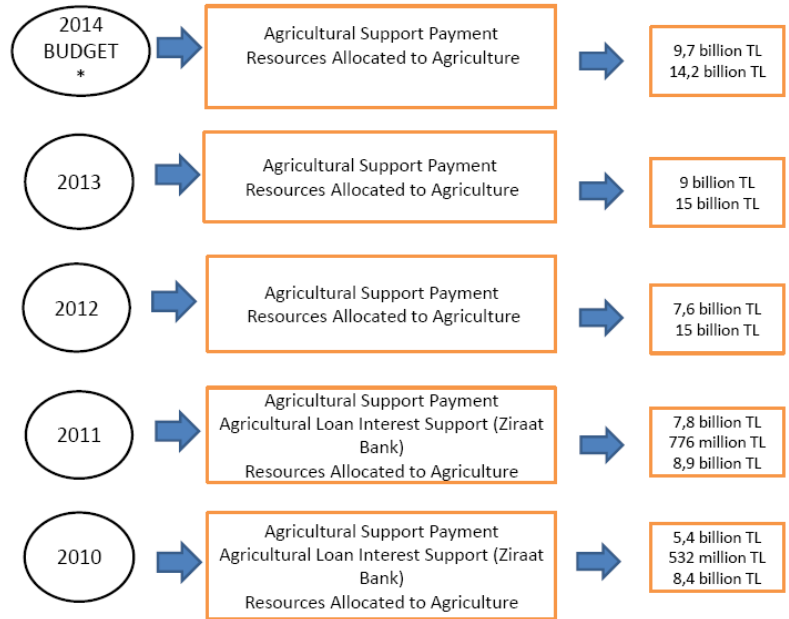 2014
BUDGET
*
Agricultural Support Payment
Resources Allocated to Agriculture
9,7 billion TL
14,2 billion TL
2013
Agricultural Support Payment
Resources Allocated to Agriculture
9 billion TL
15 billion TL
2012
Agricultural Support Payment
Resources Allocated to Agriculture
7,6 billion TL
15 billion TL
2011
Agricultural Support Payment
Agricultural Loan Interest Support (Ziraat
Bank)
Resources Allocated to Agriculture
7,8 billion TL
776 million TL
8,9 billion TL
2010
Agricultural Support Payment
Agricultural Loan Interest Support (Ziraat
Bank)
Resources Allocated to Agriculture
5,4 billion TL
532 million TL
8,4 billion TL